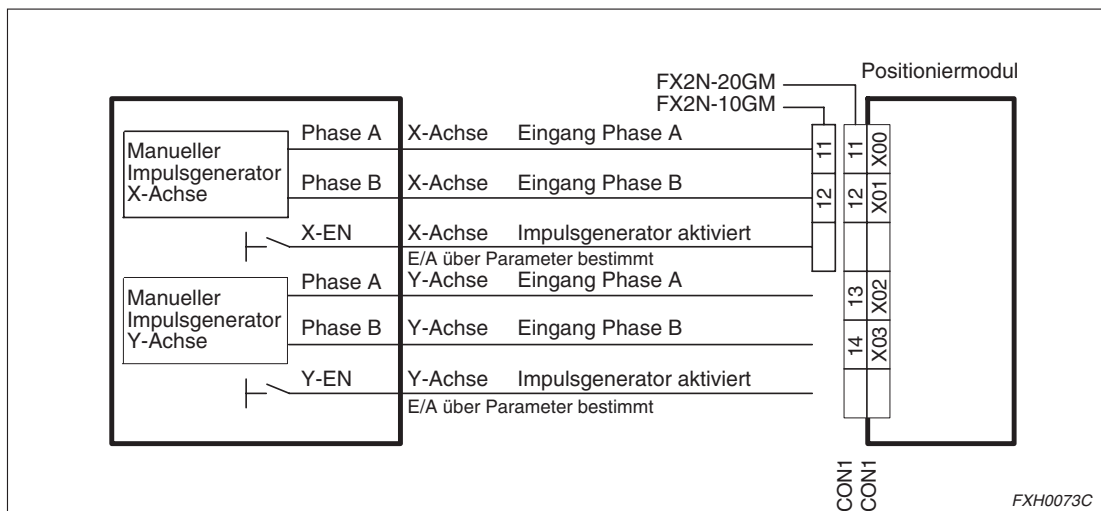 FX2N-20GM
Positioniermodul
FX2N-10GM
Manueller
Impulsgenerator
X-Achse
Phase A X-Achse Eingang Phase A
Phase B X-Achse Eingang Phase B
X-EN X-Achse Impulsgenerator aktiviert
E/A über Parameter bestimmt
Manueller
Impulsgenerator
Y-Achse
Phase A Y-Achse Eingang Phase A
Phase B Y-Achse Eingang Phase B
Y-EN Y-Achse Impulsgenerator aktiviert
E/A über Parameter bestimmt
11 11 X00
12 12 X01
13 X02
14 X03
CON1
CON1
FXH0073C